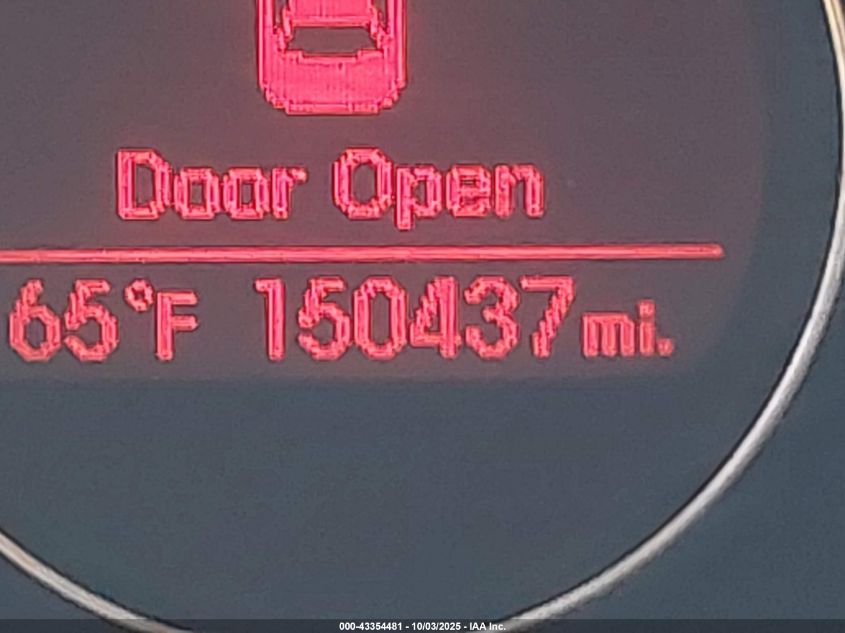 Door Open
65°F 150437 mi.
000-43354481 - 10/03/2025 - IAA Inc.